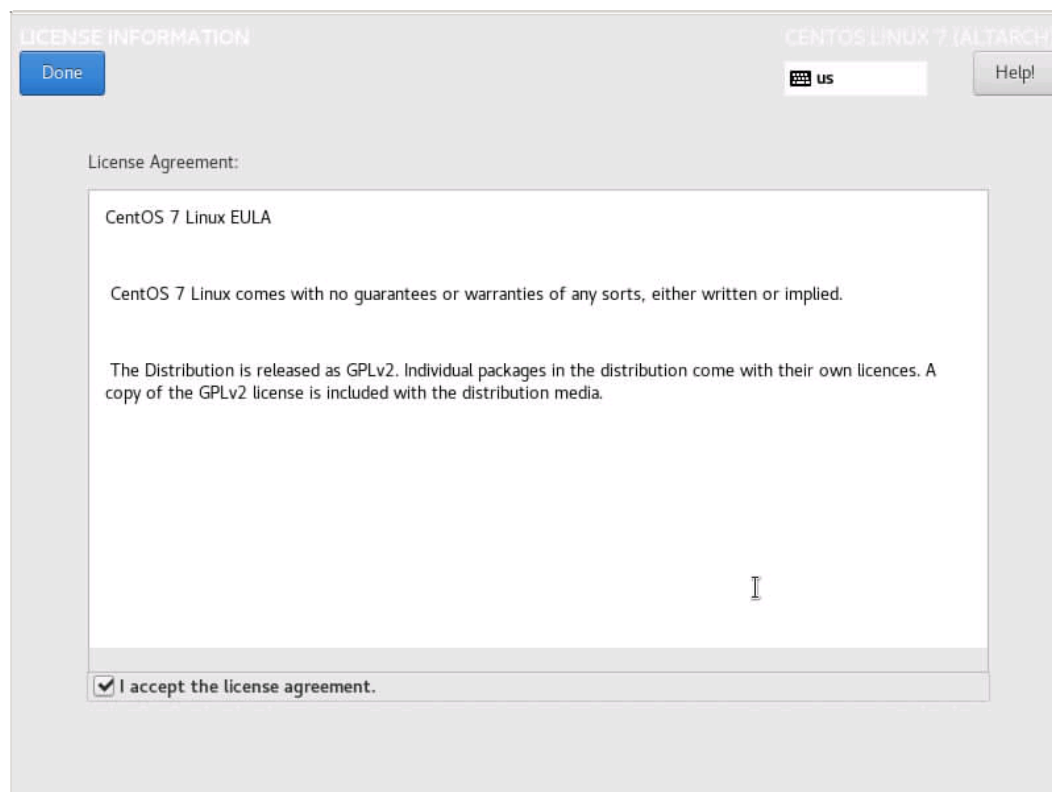 LICENSE INFORMATION
CENTOS LINUX 7 (ALTARCH)
Done
us
Help!
License Agreement:
CentOS 7 Linux EULA
CentOS 7 Linux comes with no guarantees or warranties of any sorts, either written or implied.
The Distribution is released as GPLv2. Individual packages in the distribution come with their own licences. A
copy of the GPLv2 license is included with the distribution media.
I accept the license agreement.